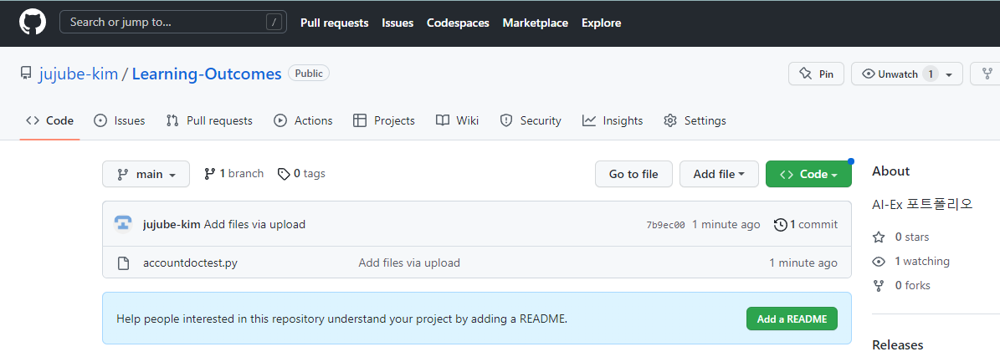 Search or jump to... / Pull requests Issues Codespaces Marketplace Explore
jujube-kim / Learning-Outcomes Public Pin Unwatch 1
Code Issues Pull requests Actions Projects Wiki Security Insights Settings
main 1 branch 0 tags Go to file Add file Code
jujube-kim Add files via upload 7b9ec00 1 minute ago 1 commit
accountdoctest.py Add files via upload 1 minute ago
Help people interested in this repository understand your project by adding a README. Add a README
About
AI-Ex 포트폴리오
0 stars
1 watching
0 forks
Releases